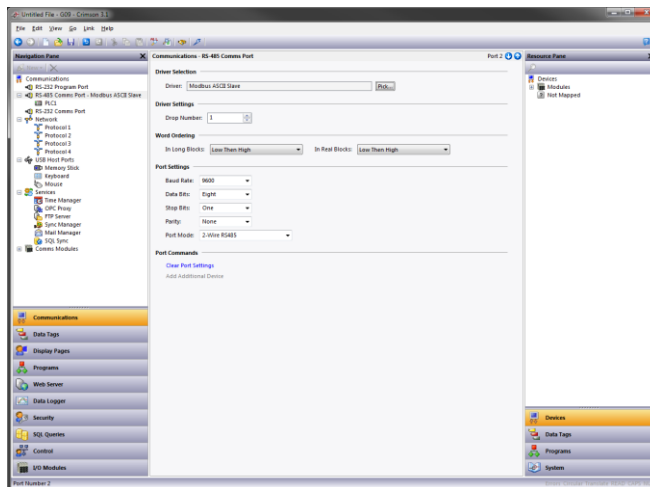 Untitled File - G09 - Crimson 3.1
File Edit View Go Link Help
Navigation Pane
Communications
RS-232 Program Port
RS-485 Comms Port - Modbus ASCII Slave
PLC1
RS-232 Comms Port
Network
Protocol 1
Protocol 2
Protocol 3
Protocol 4
USB Host Ports
Memory Stick
Keyboard
Mouse
Services
Time Manager
OPC Proxy
FTP Server
Sync Manager
Mail Manager
SQL Sync
Comms Modules
Communications
Data Tags
Display Pages
Programs
Web Server
Data Logger
Security
SQL Queries
Control
I/O Modules
Port Number 2
Communications - RS-485 Comms Port
Port 2
Driver Selection
Driver: Modbus ASCII Slave Pick...
Driver Settings
Drop Number: 1
Word Ordering
In Long Blocks: Low Then High In Real Blocks: Low Then High
Port Settings
Baud Rate: 9600
Data Bits: Eight
Stop Bits: One
Parity: None
Port Mode: 2-Wire RS485
Port Commands
Clear Port Settings
Add Additional Device
Resource Pane
Devices
Modules
Not Mapped
Devices
Data Tags
Programs
System